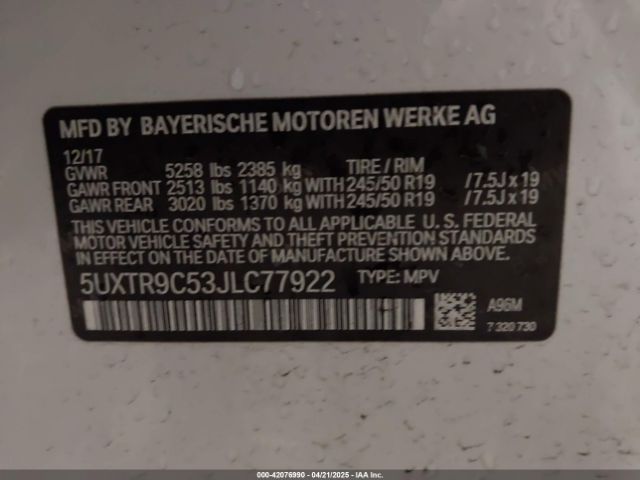 MFD BY BAYERISCHE MOTOREN WERKE AG
12/17
GVWR 5258 lbs 2385 kg TIRE / RIM
GAWR FRONT 2513 lbs 1140 kg WITH 245/50 R19 /7.5J x 19
GAWR REAR 3020 lbs 1370 kg WITH 245/50 R19 /7.5J x 19
THIS VEHICLE CONFORMS TO ALL APPLICABLE U. S. FEDERAL
MOTOR VEHICLE SAFETY AND THEFT PREVENTION STANDARDS
IN EFFECT ON THE DATE OF MANUFACTURE SHOWN ABOVE.
5UXTR9C53JLC77922 TYPE: MPV
A96M
7 320 730
000-42076990 - 04/21/2025 - IAA Inc.